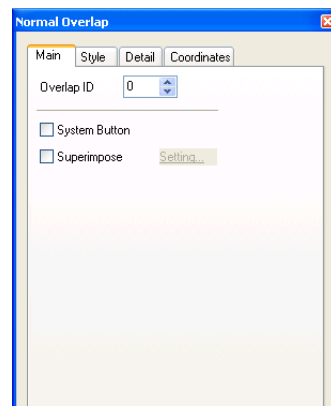 Normal Overlap
Main Style Detail Coordinates
Overlap ID 0
System Button
Superimpose Setting...